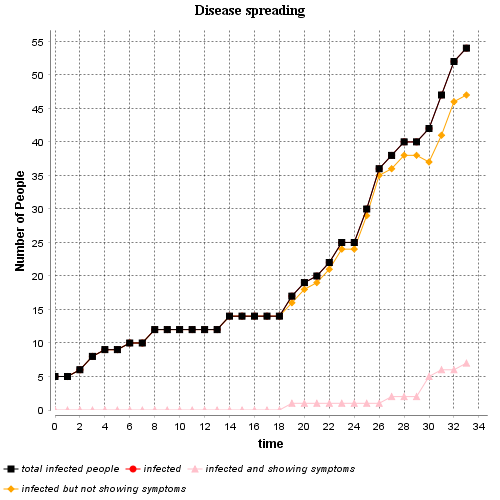 Disease spreading
Number of People
55
50
45
40
35
30
25
20
15
10
5
0
0 2 4 6 8 10 12 14 16 18 20 22 24 26 28 30 32 34
time
total infected people infected infected and showing symptoms
infected but not showing symptoms